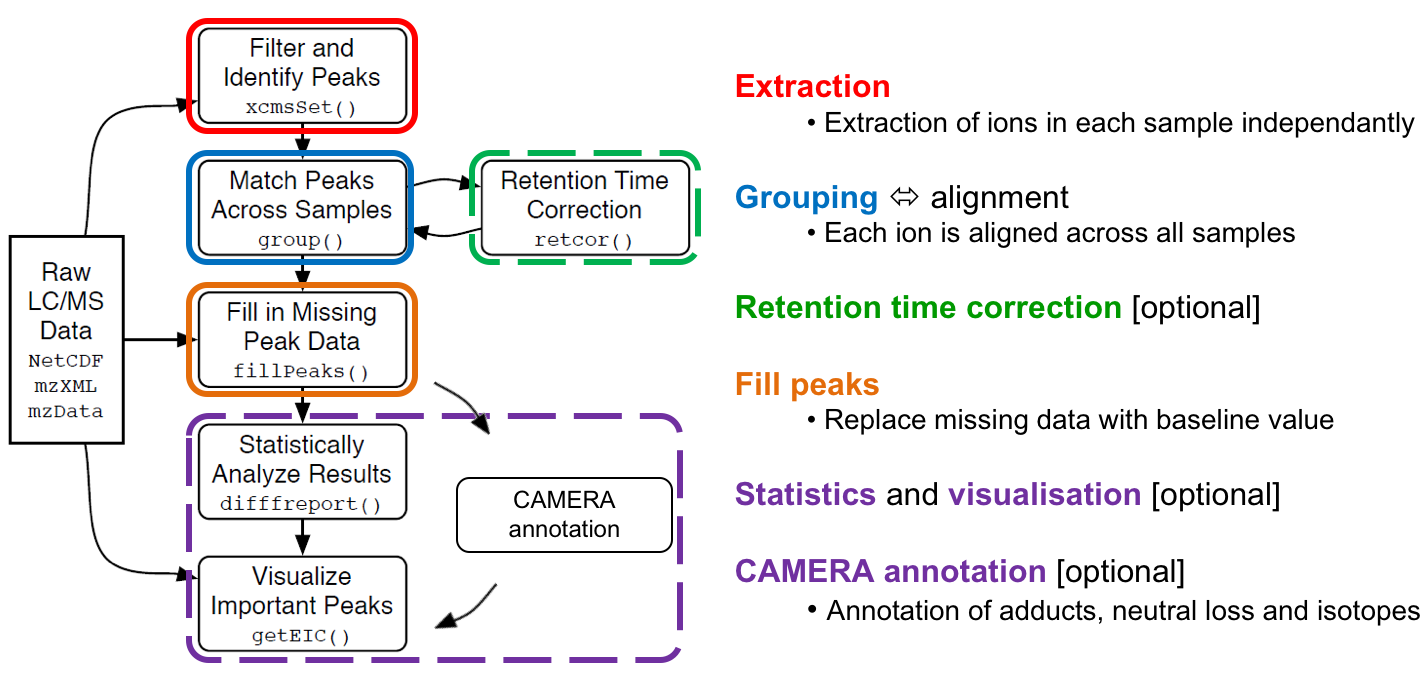 Filter and
Identify Peaks
xcmsSet()
Match Peaks
Across Samples
group()
Retention Time
Correction
retcor()
Raw
LC/MS
Data
NetCDF
mzXML
mzData
Fill in Missing
Peak Data
fillPeaks()
Statistically
Analyze Results
difffreport()
CAMERA
annotation
Visualize
Important Peaks
getEIC()
Extraction
• Extraction of ions in each sample independantly
Grouping ⬄ alignment
• Each ion is aligned across all samples
Retention time correction [optional]
Fill peaks
• Replace missing data with baseline value
Statistics and visualisation [optional]
CAMERA annotation [optional]
• Annotation of adducts, neutral loss and isotopes